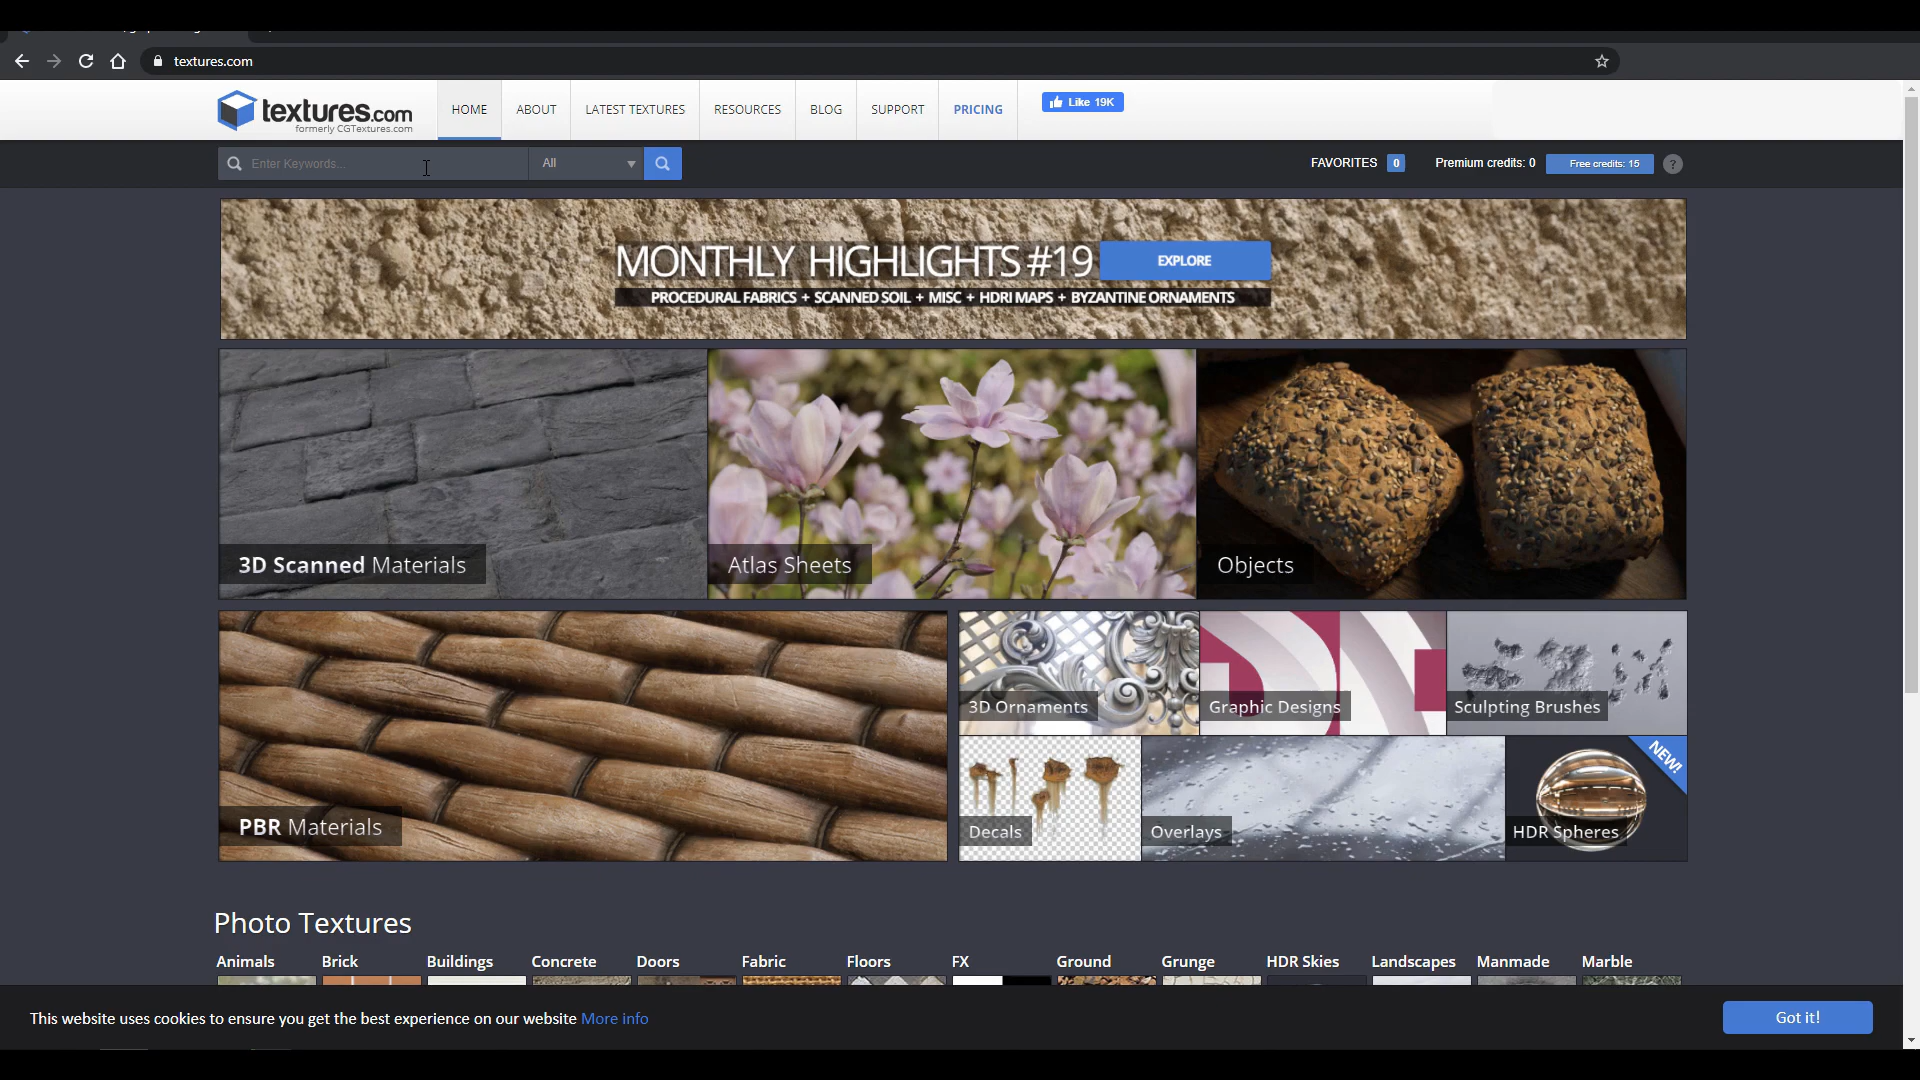 textures.com
textures.com
formerly CGTextures.com
HOME
ABOUT
LATEST TEXTURES
RESOURCES
BLOG
SUPPORT
PRICING
Like 19K
Enter Keywords...
All
FAVORITES 0
Premium credits: 0
Free credits: 15
?
MONTHLY HIGHLIGHTS #19
EXPLORE
PROCEDURAL FABRICS + SCANNED SOIL + MISC + HDRI MAPS + BYZANTINE ORNAMENTS
3D Scanned Materials
Atlas Sheets
Objects
PBR Materials
3D Ornaments
Graphic Designs
Sculpting Brushes
Decals
Overlays
HDR Spheres
NEW!
Photo Textures
Animals
Brick
Buildings
Concrete
Doors
Fabric
Floors
FX
Ground
Grunge
HDR Skies
Landscapes
Manmade
Marble
This website uses cookies to ensure you get the best experience on our website More info
Got it!